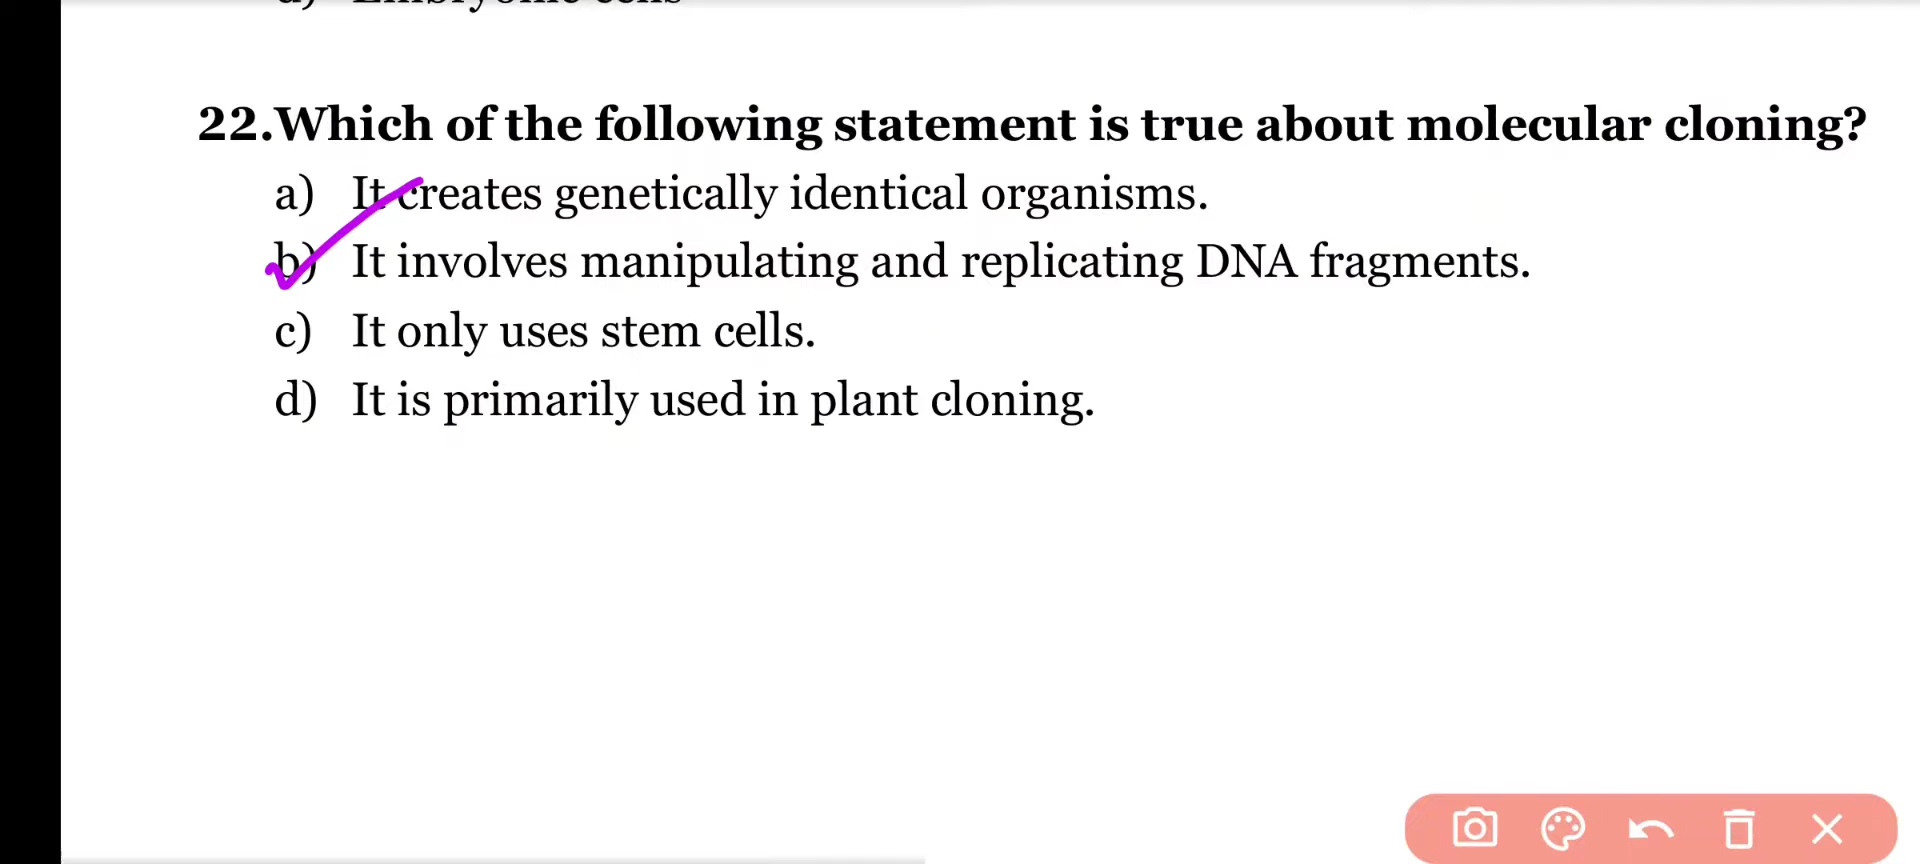 22.Which of the following statement is true about molecular cloning?
a) It creates genetically identical organisms.
b) It involves manipulating and replicating DNA fragments.
c) It only uses stem cells.
d) It is primarily used in plant cloning.